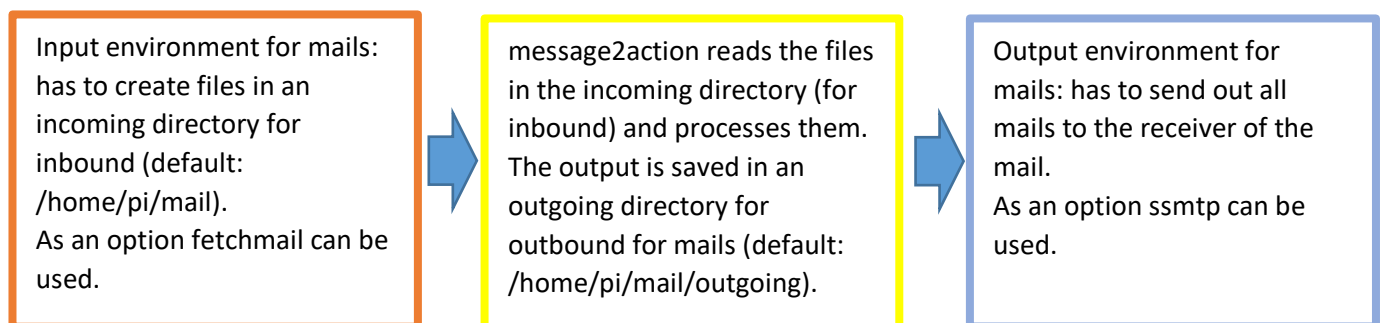 Input environment for mails:
has to create files in an
incoming directory for
inbound (default:
/home/pi/mail).
As an option fetchmail can be
used.
message2action reads the files
in the incoming directory (for
inbound) and processes them.
The output is saved in an
outgoing directory for
outbound for mails (default:
/home/pi/mail/outgoing).
Output environment for
mails: has to send out all
mails to the receiver of the
mail.
As an option ssmtp can be
used.